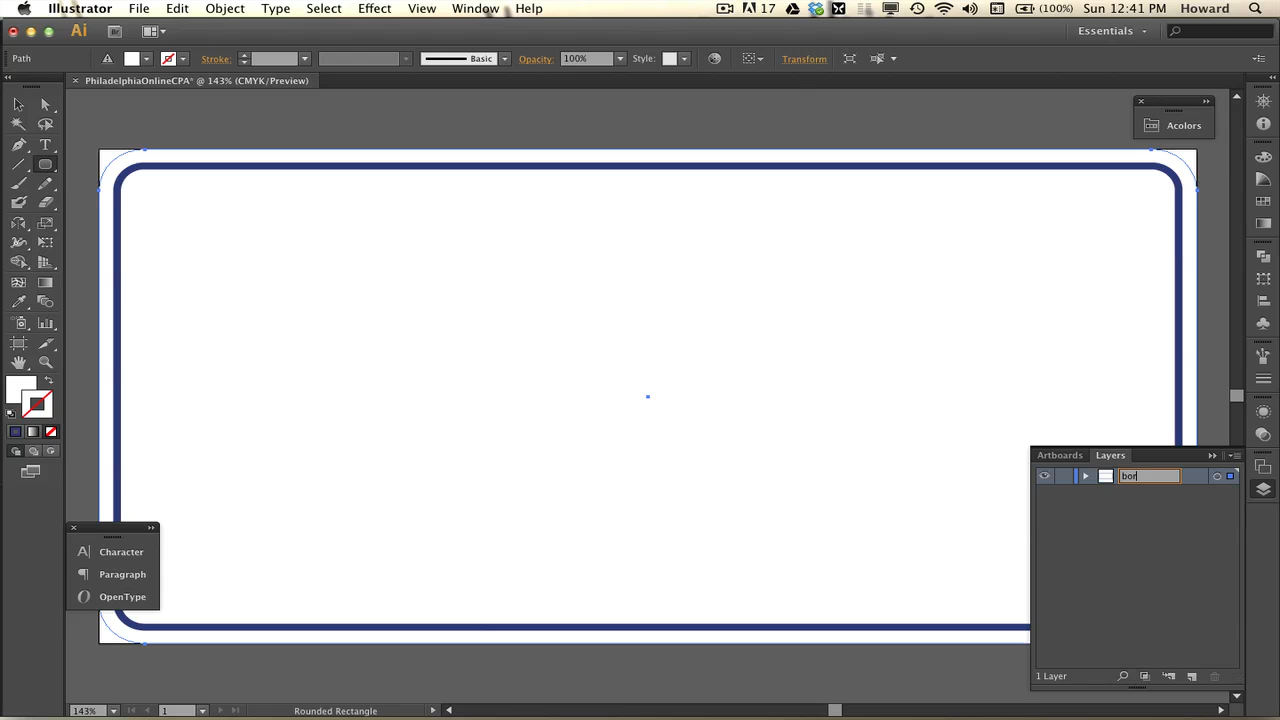 Illustrator File Edit Object Type Select Effect View Window Help 17 (100%) Sun 12:41 PM Howard
Ai Br Essentials
Path Stroke: Basic Opacity: 100% Style: Transform
PhiladelphiaOnlineCPA* @ 143% (CMYK/Preview)
Acolors
Artboards Layers
bor
Character
Paragraph
OpenType
1 Layer
143% 1 Rounded Rectangle